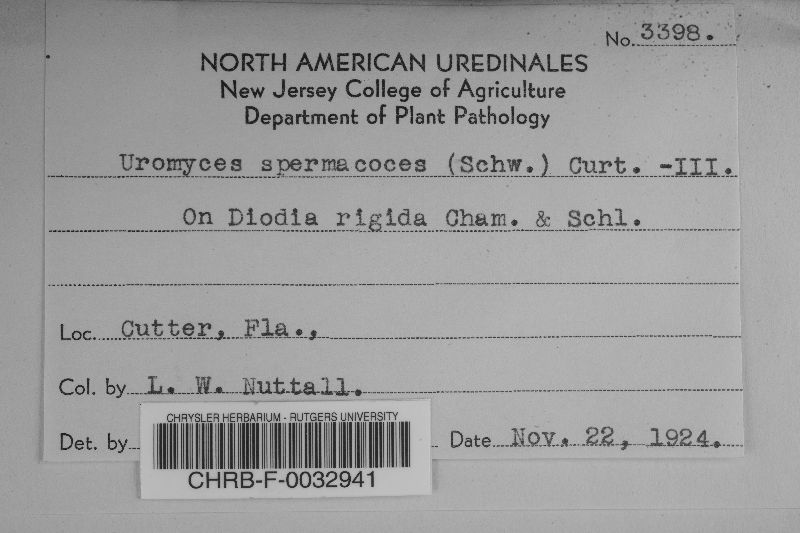 No. 3398.
NORTH AMERICAN UREDINALES
New Jersey College of Agriculture
Department of Plant Pathology
Uromyces spermacoces (Schw.) Curt. -III.
On Diodia rigida Cham. & Schl.
Loc. Cutter, Fla.,
Col. by L. W. Nuttall.
Det. by
Date Nov. 22, 1924.
CHRYSLER HERBARIUM - RUTGERS UNIVERSITY
CHRB-F-0032941